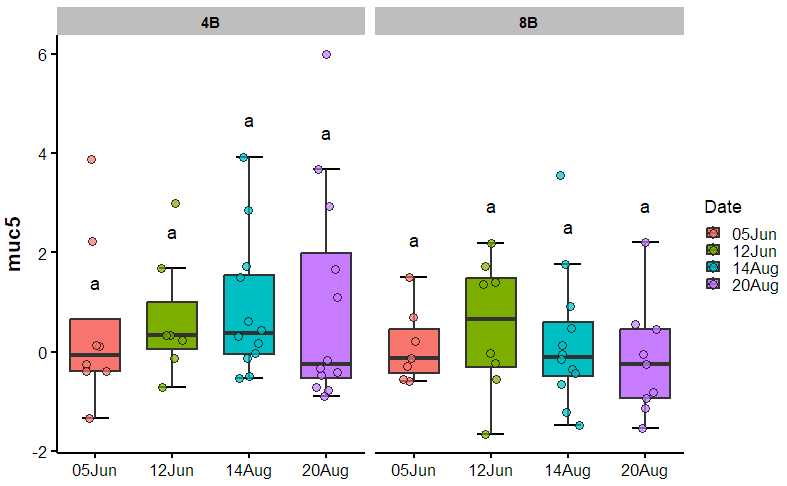 4B 8B
muc5
6
4
2
0
-2
a a a a a a a a
05Jun 12Jun 14Aug 20Aug 05Jun 12Jun 14Aug 20Aug
Date
05Jun
12Jun
14Aug
20Aug